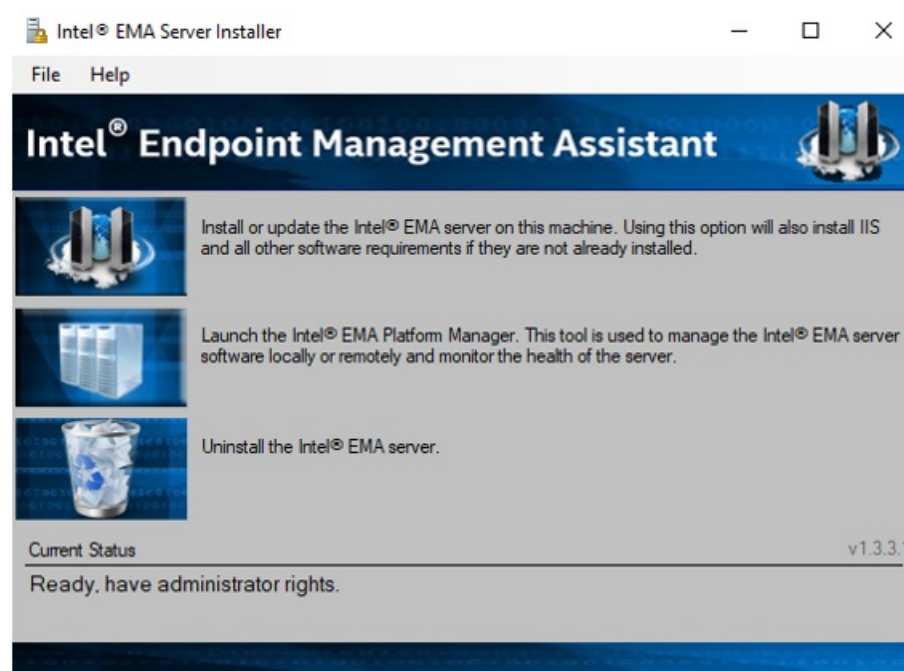 Intel® EMA Server Installer
File Help
Intel® Endpoint Management Assistant
Install or update the Intel® EMA server on this machine. Using this option will also install IIS
and all other software requirements if they are not already installed.
Launch the Intel® EMA Platform Manager. This tool is used to manage the Intel® EMA server
software locally or remotely and monitor the health of the server.
Uninstall the Intel® EMA server.
Current Status
v1.3.3.
Ready, have administrator rights.